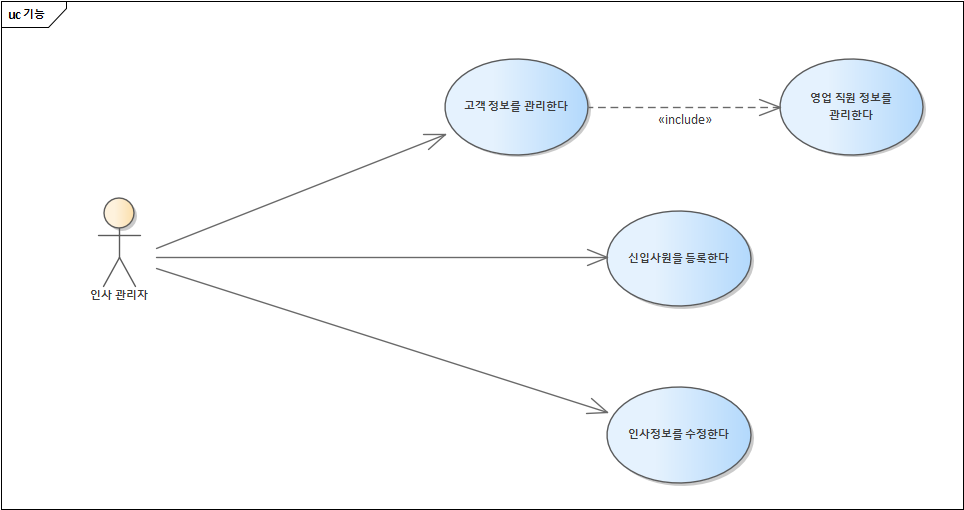 uc 기능
고객 정보를 관리한다
«include»
영업 직원 정보를
관리한다
신입사원을 등록한다
인사 관리자
인사정보를 수정한다